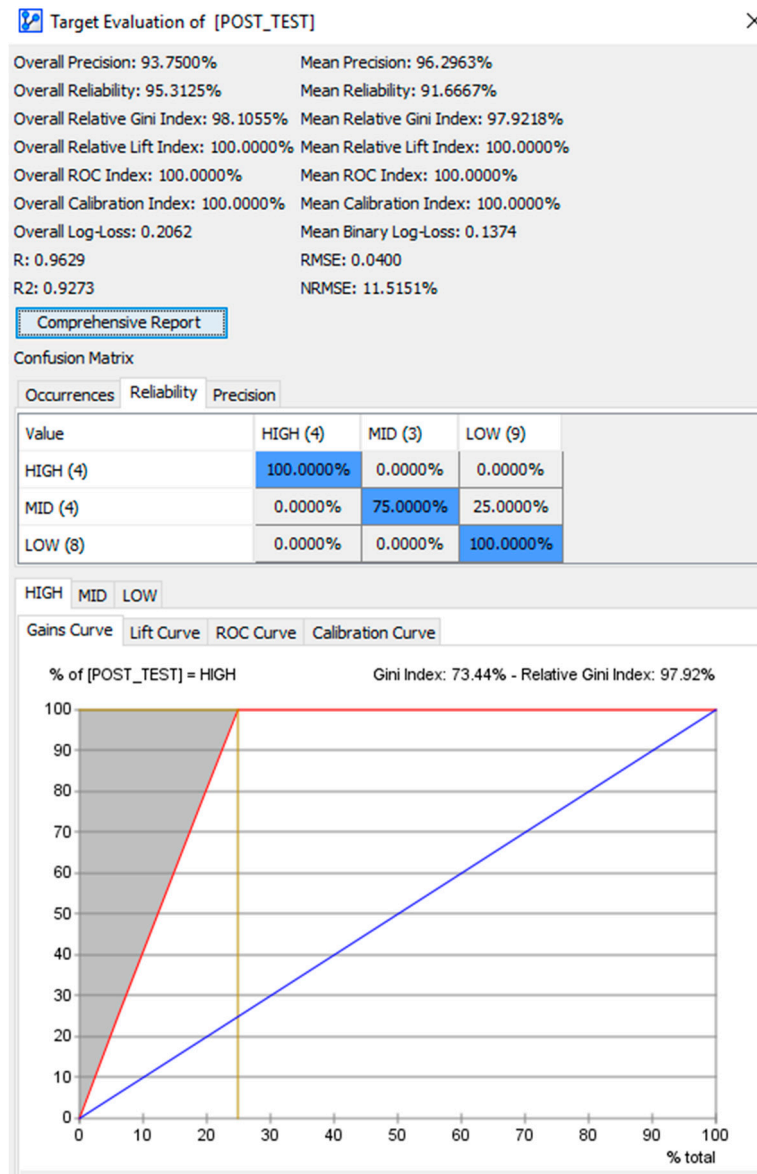 Target Evaluation of [POST_TEST]
Overall Precision: 93.7500% Mean Precision: 96.2963%
Overall Reliability: 95.3125% Mean Reliability: 91.6667%
Overall Relative Gini Index: 98.1055% Mean Relative Gini Index: 97.9218%
Overall Relative Lift Index: 100.0000% Mean Relative Lift Index: 100.0000%
Overall ROC Index: 100.0000% Mean ROC Index: 100.0000%
Overall Calibration Index: 100.0000% Mean Calibration Index: 100.0000%
Overall Log-Loss: 0.2062 Mean Binary Log-Loss: 0.1374
R: 0.9629 RMSE: 0.0400
R2: 0.9273 NRMSE: 11.5151%
Comprehensive Report
Confusion Matrix
Occurrences Reliability Precision
Value HIGH (4) MID (3) LOW (9)
HIGH (4) 100.0000% 0.0000% 0.0000%
MID (4) 0.0000% 75.0000% 25.0000%
LOW (8) 0.0000% 0.0000% 100.0000%
HIGH MID LOW
Gains Curve Lift Curve ROC Curve Calibration Curve
% of [POST_TEST] = HIGH Gini Index: 73.44% - Relative Gini Index: 97.92%
100
90
80
70
60
50
40
30
20
10
0
0 10 20 30 40 50 60 70 80 90 100
% total